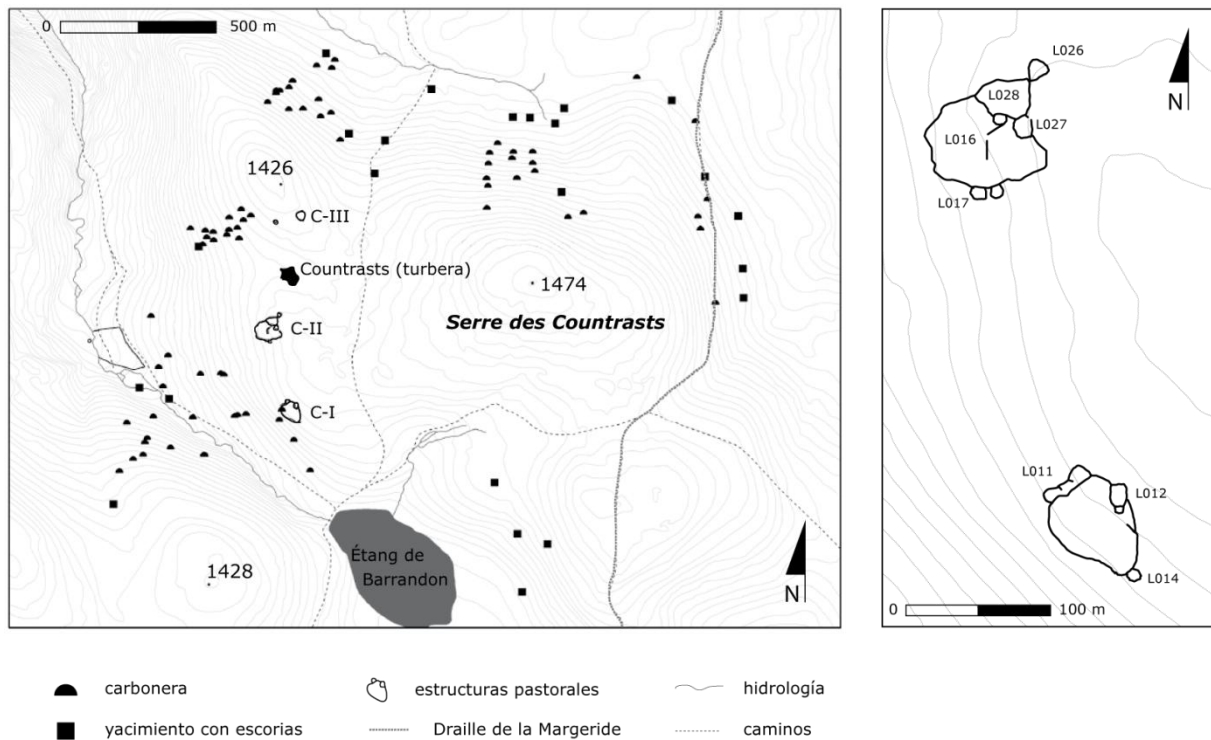 0 500 m
1426
C-III
Countrasts (turbera)
1474
Serre des Countrasts
C-II
C-I
1428
Étang de
Barrandon
N
L026
L028
N
L016
L027
L017
L011
L012
L014
0 100 m
carbonera
estructuras pastorales
hidrología
yacimiento con escorias
Draille de la Margeride
caminos